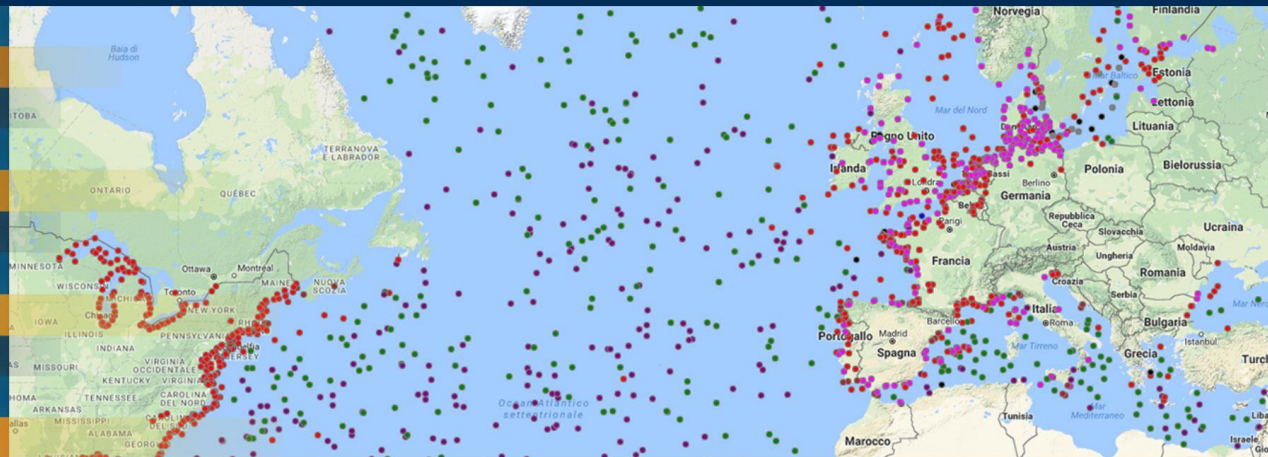 Norvegia
Finlandia
Baia di
Hudson
Mar Baltico
Estonia
Lettonia
Mar del Nord
Lituania
Regno Unito
TERRANOVA
E LABRADOR
Bielorussia
Irlanda
Polonia
ONTARIO
QUÉBEC
Londra
Berlino
Germania
Parigi
Repubblica
Ceca
Slovacchia
Ucraina
Austria
Ungheria
Moldavia
MINNESOTA
Ottawa
Montréal
Francia
Romania
WISCONSIN
MAINE
NUOVA
SCOZIA
Toronto
Croazia
MICHIGAN
NEW YORK
Serbia
IOWA
Italia
Bulgaria
ILLINOIS
PENNSYLVANIA
Barcellona
Roma
Madrid
Istanbul
INDIANA
Portogallo
Mar Tirreno
Spagna
Grecia
MISSOURI
VIRGINIA
OCCIDENTALE
KENTUCKY
VIRGINIA
TENNESSEE
CAROLINA
DEL NORD
Oceano Atlantico
settentrionale
ARKANSAS
Mar
Mediterraneo
Tunisia
MISSISSIPPI
ALABAMA
Marocco
Israele